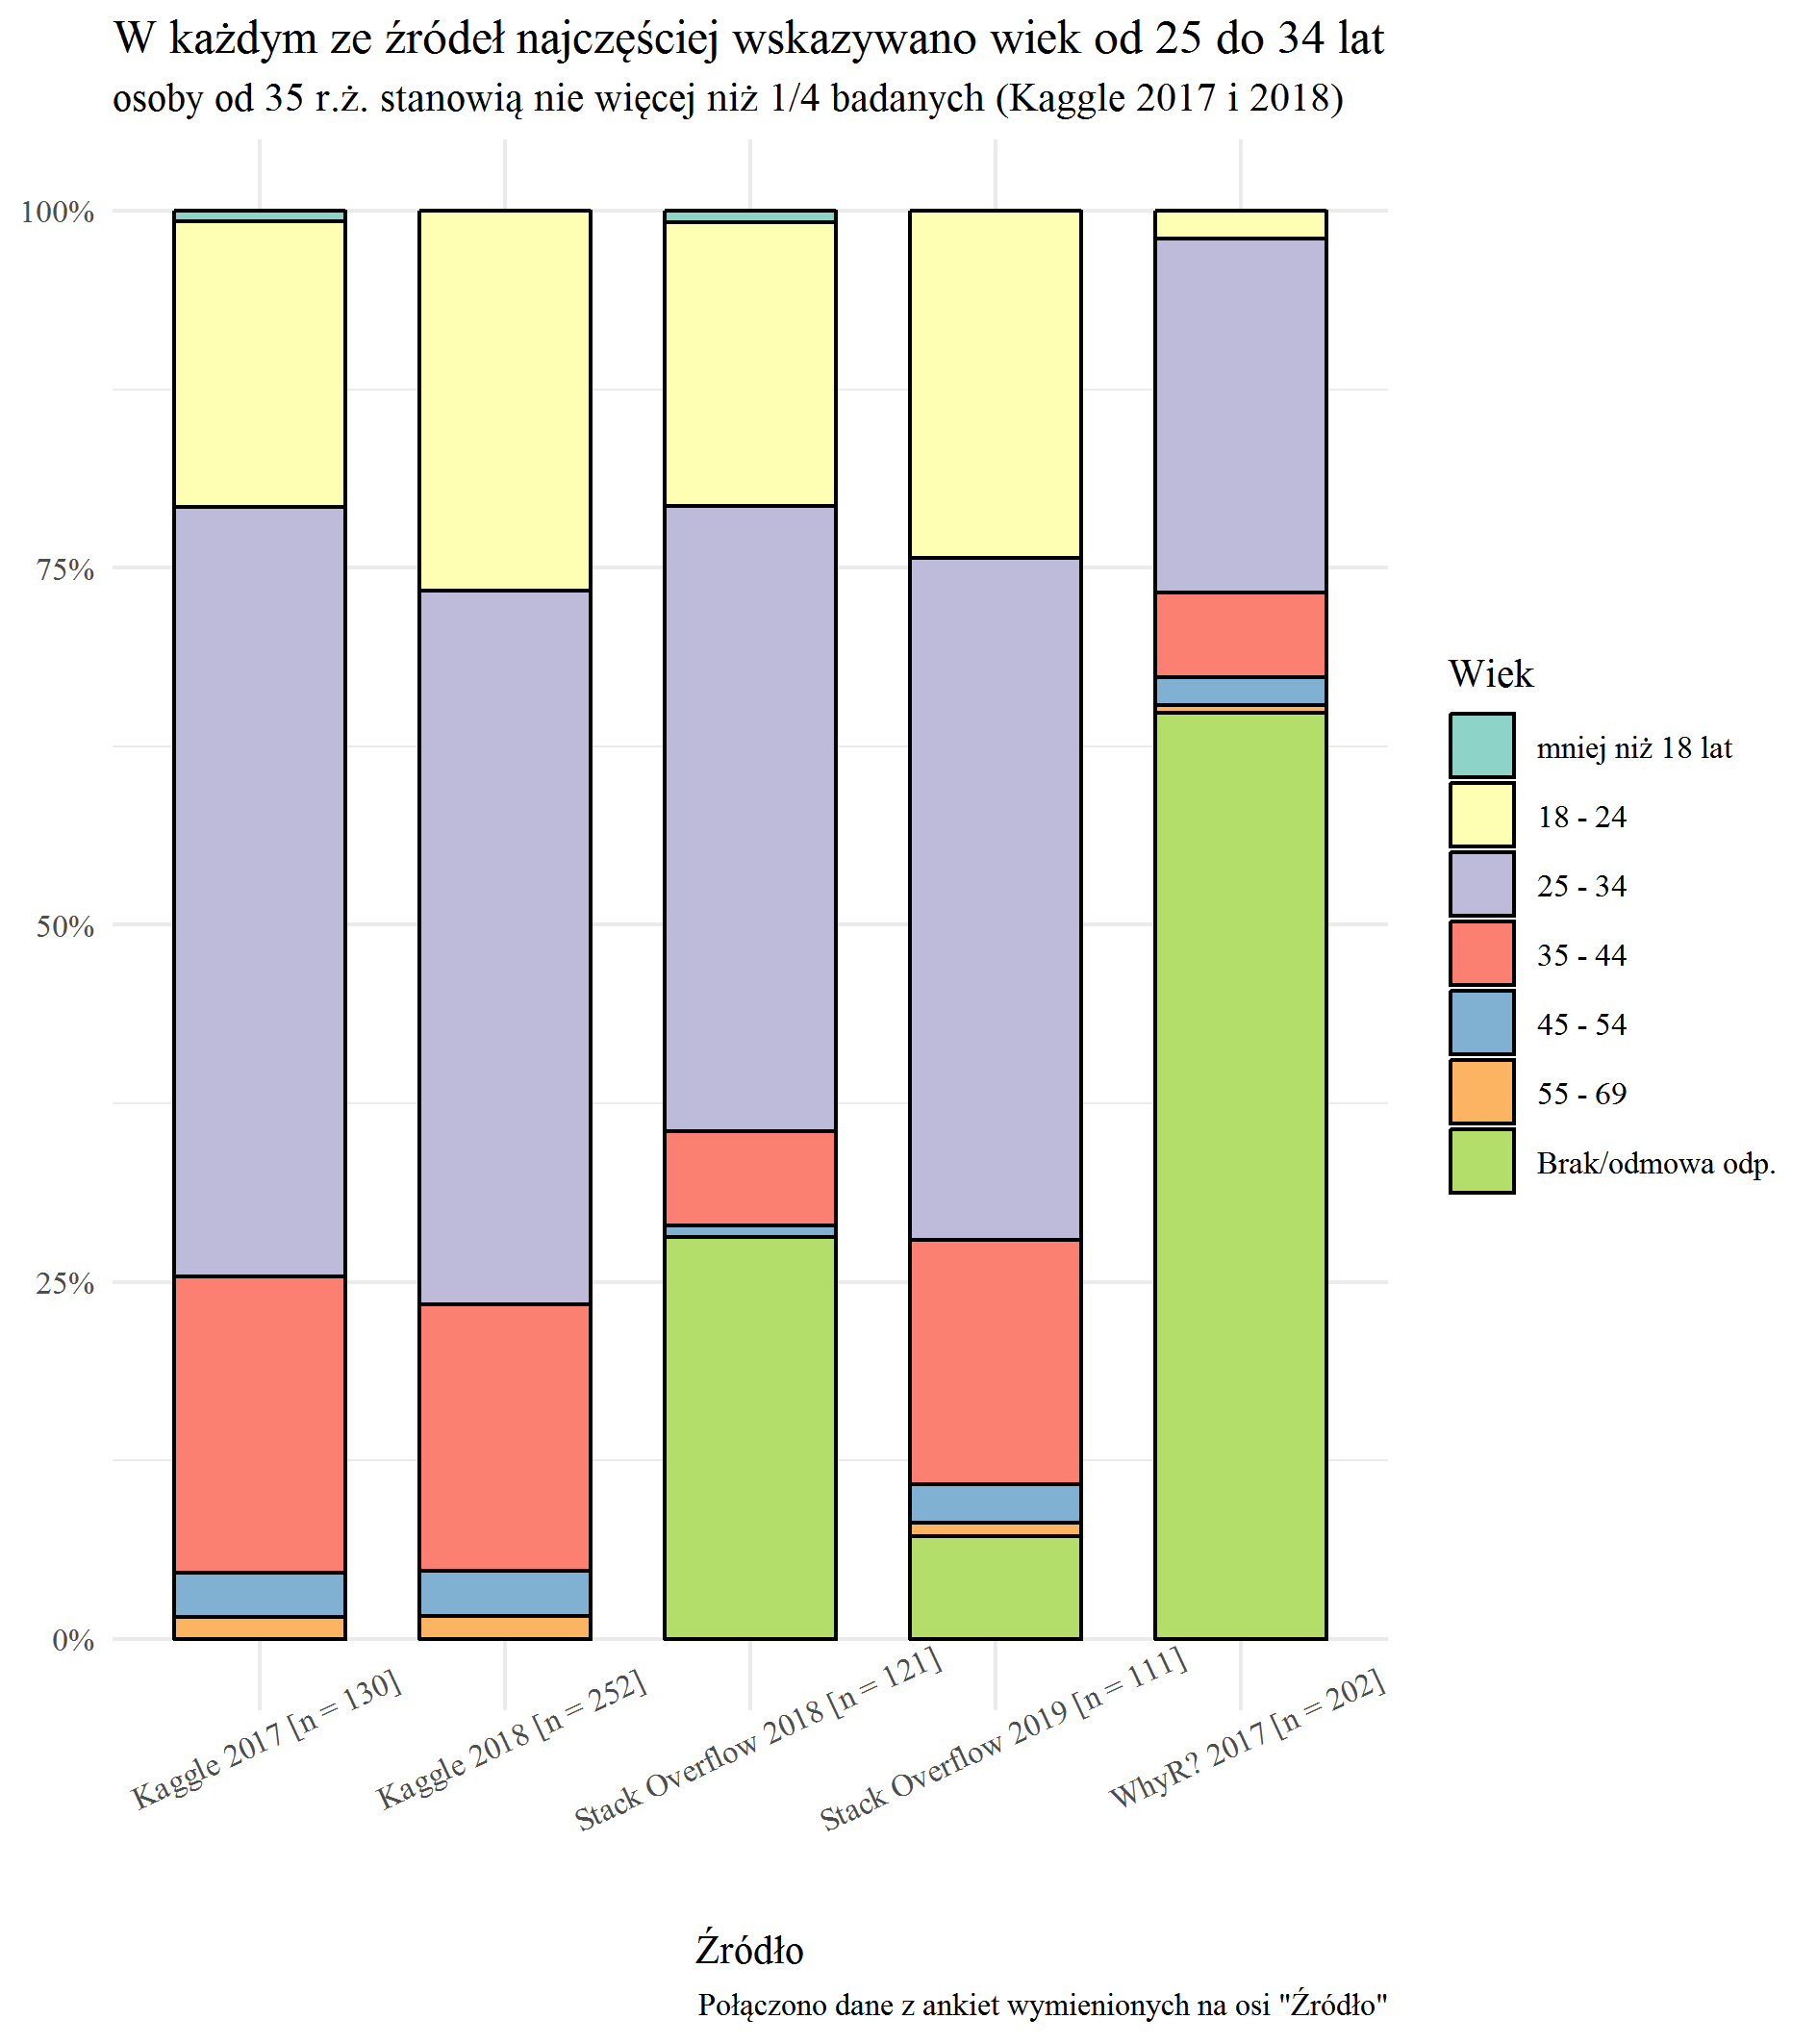 W każdym ze źródeł najczęściej wskazywano wiek od 25 do 34 lat
osoby od 35 r.ż. stanowią nie więcej niż 1/4 badanych (Kaggle 2017 i 2018)
100%
75%
50%
25%
0%
Kaggle 2017 [n = 130]
Kaggle 2018 [n = 252]
Stack Overflow 2018 [n = 121]
Stack Overflow 2019 [n = 111]
WhyR? 2017 [n = 202]
Wiek
mniej niż 18 lat
18 - 24
25 - 34
35 - 44
45 - 54
55 - 69
Brak/odmowa odp.
Źródło
Połączono dane z ankiet wymienionych na osi "Źródło"